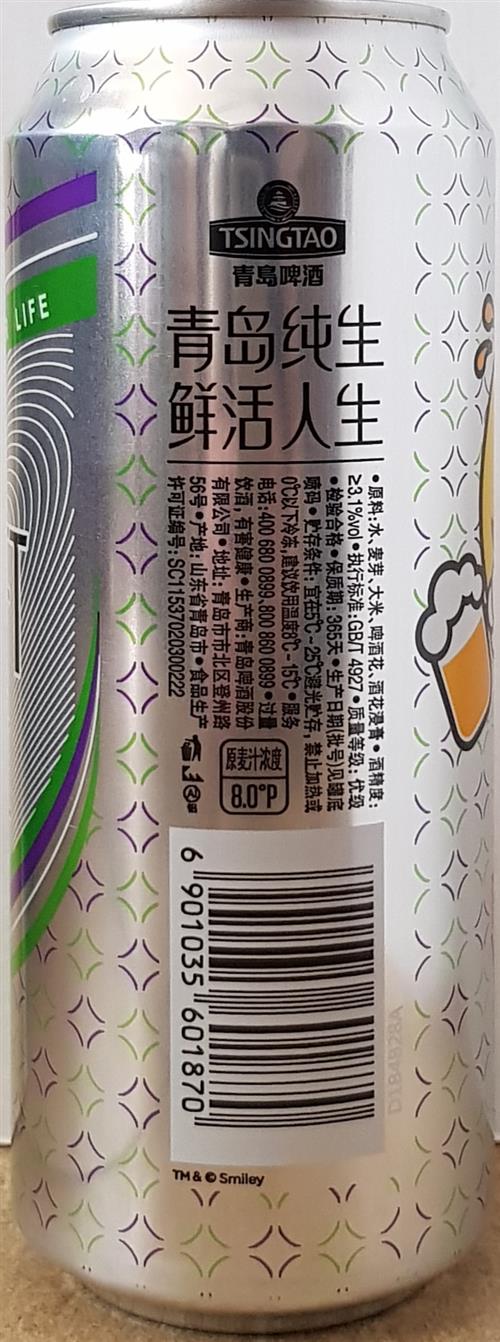 LIFE
T
TSINGTAO
青島啤酒
青岛纯生
鲜活人生
•原料:水、麦芽、大米、啤酒花、酒花浸膏•酒精度:
≥3.1%vol•执行标准:GB/T 4927•质量等级:优级
•检验合格•保质期:365天•生产日期(批号)见罐底
喷码•贮存条件:宜在5℃~25℃避光贮存,禁止加热或
0℃以下冷冻,建议饮用温度8℃~15℃•服务
电话:400 680 0899,800 860 0899•过量
饮酒,有害健康•生产商:青岛啤酒股份
有限公司•地址:青岛市市北区登州路
56号•产地:山东省青岛市•食品生产
许可证编号:SC11537020300222
原麦汁浓度
8.0°P
6 901035 601870
D184828A
TM & © Smiley